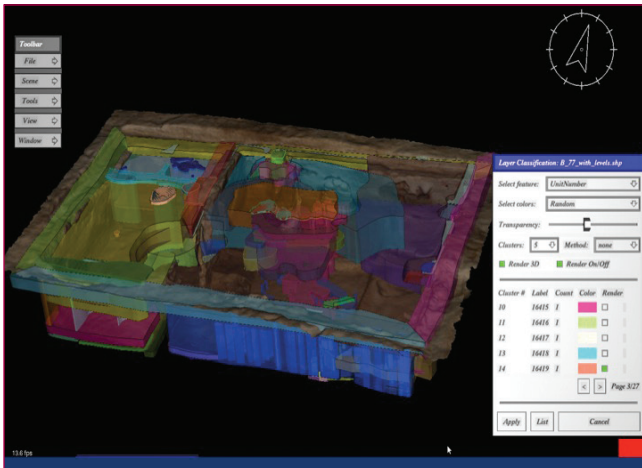 Toolbar
File
Scene
Tools
View
Window
Layer Classification: B_77_with_levels.shp
Select feature: UnitNumber
Select colors: Random
Transparency:
Clusters: 5 Method: none
Render 3D Render On/Off
Cluster # Label Count Color Render
10 16415 1
11 16416 1
12 16417 1
13 16418 1
14 16419 1
< > Page 3/27
Apply List Cancel
13.6 fps